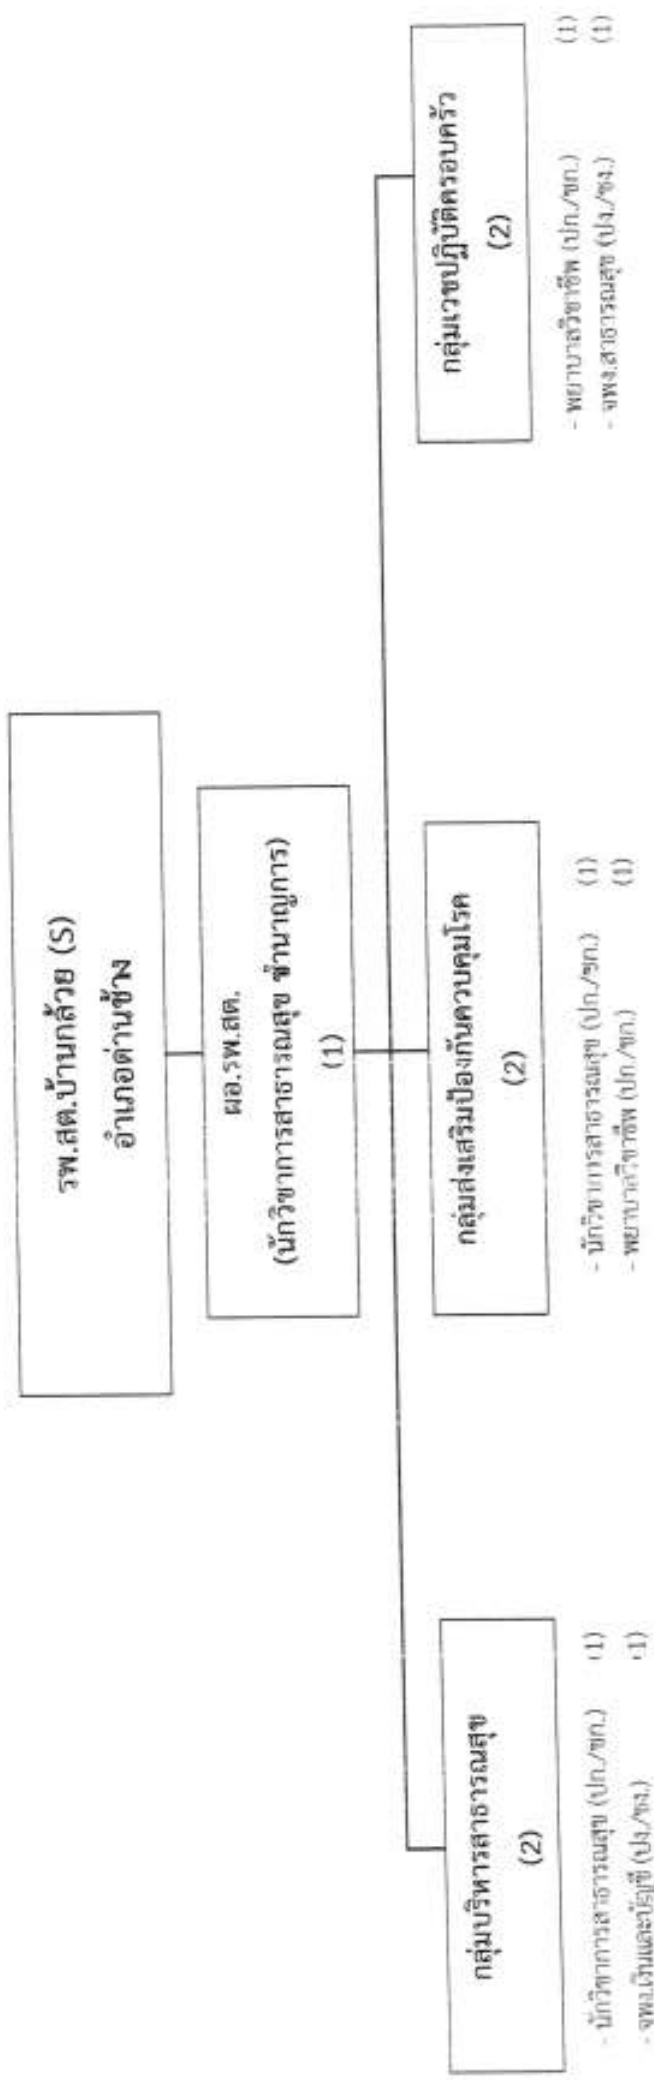 รพ.สต.บ้านกล้วย (S)
อำเภอด่านช้าง
ผอ.รพ.สต.
(นักวิชาการสาธารณสุข ชำนาญการ)
(1)
กลุ่มบริหารสาธารณสุข
(2)
- นักวิชาการสาธารณสุข (ปก./ชก.) (1)
- จพง.เงินและบัญชี (ปง./ชง.) (1)
กลุ่มส่งเสริมป้องกันควบคุมโรค
(2)
- นักวิชาการสาธารณสุข (ปก./ชก.) (1)
- พยาบาลวิชาชีพ (ปก./ชก.) (1)
กลุ่มเวชปฏิบัติครอบครัว
(2)
- พยาบาลวิชาชีพ (ปก./ชก.) (1)
- จพง.สาธารณสุข (ปง./ชง.) (1)